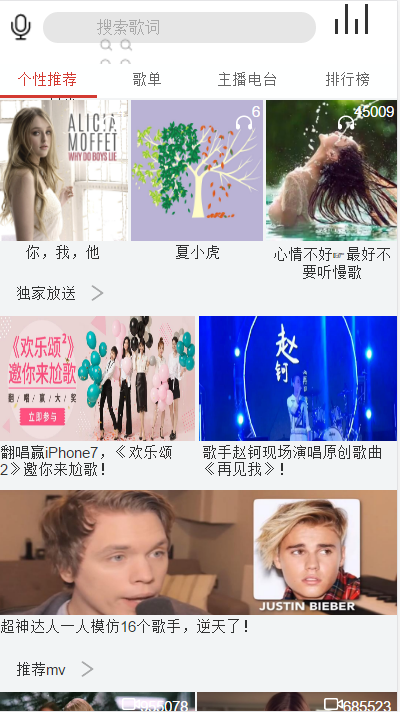 搜索歌词
个性推荐 歌单 主播电台 排行榜
ALICIA
MOFFET
WHY DO BOYS LIE
6
45009
你，我，他
夏小虎
心情不好 最好不
要听慢歌
独家放送
《欢乐颂2》
邀你来尬歌
翻唱赢大奖
立即参与
赵
钶
翻唱赢iPhone7，《欢乐颂
2》邀你来尬歌！
歌手赵钶现场演唱原创歌曲
《再见我》！
JUSTIN BIEBER
超神达人一人模仿16个歌手，逆天了！
推荐mv
685523